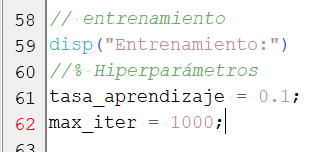 58 // entrenamiento
59 disp("Entrenamiento:")
60 //% Hiperparámetros
61 tasa_aprendizaje = 0.1;
62 max_iter = 1000;
63